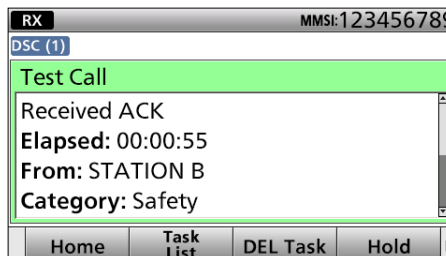 RX MMSI:123456789
DSC (1)
Test Call
Received ACK
Elapsed: 00:00:55
From: STATION B
Category: Safety
Home Task List DEL Task Hold